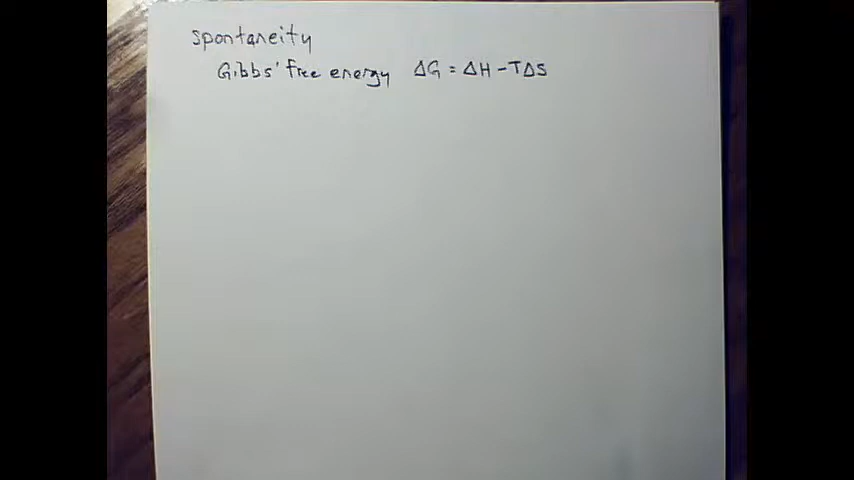 Spontaneity
Gibbs' free energy ΔG = ΔH - TΔS